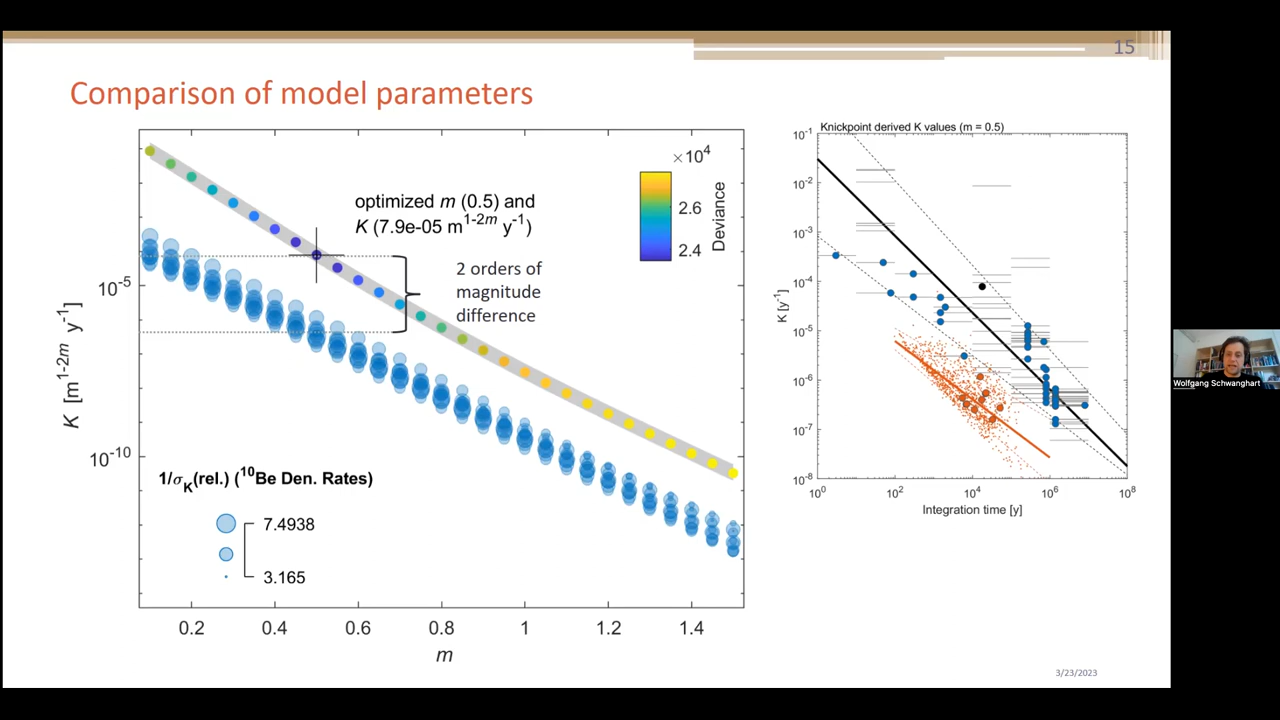 15
Comparison of model parameters
optimized m (0.5) and
K (7.9e-05 m^1-2m y^-1)
2 orders of
magnitude
difference
×10^4
2.6
2.4
Deviance
10^-5
10^-10
K [m^1-2m y^-1]
1/σ_K(rel.) (^10Be Den. Rates)
7.4938
3.165
0.2 0.4 0.6 0.8 1 1.2 1.4
m
Knickpoint derived K values (m = 0.5)
10^-1
10^-2
10^-3
10^-4
10^-5
10^-6
10^-7
10^-8
K [y^-1]
10^0 10^2 10^4 10^6 10^8
Integration time [y]
Wolfgang Schwanghart
3/23/2023